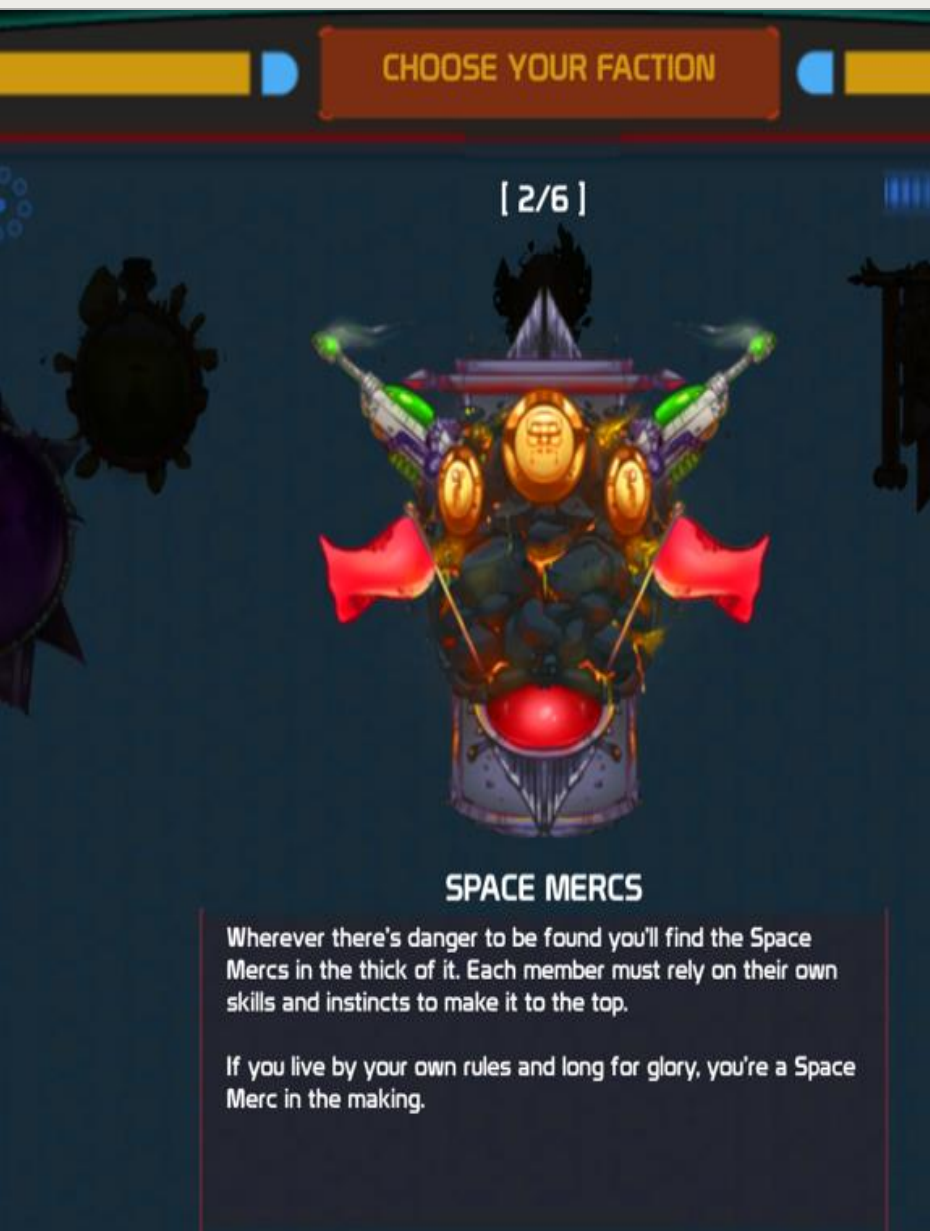 CHOOSE YOUR FACTION
[ 2/6 ]
SPACE MERCS
Wherever there's danger to be found you'll find the Space
Mercs in the thick of it. Each member must rely on their own
skills and instincts to make it to the top.
If you live by your own rules and long for glory, you're a Space
Merc in the making.